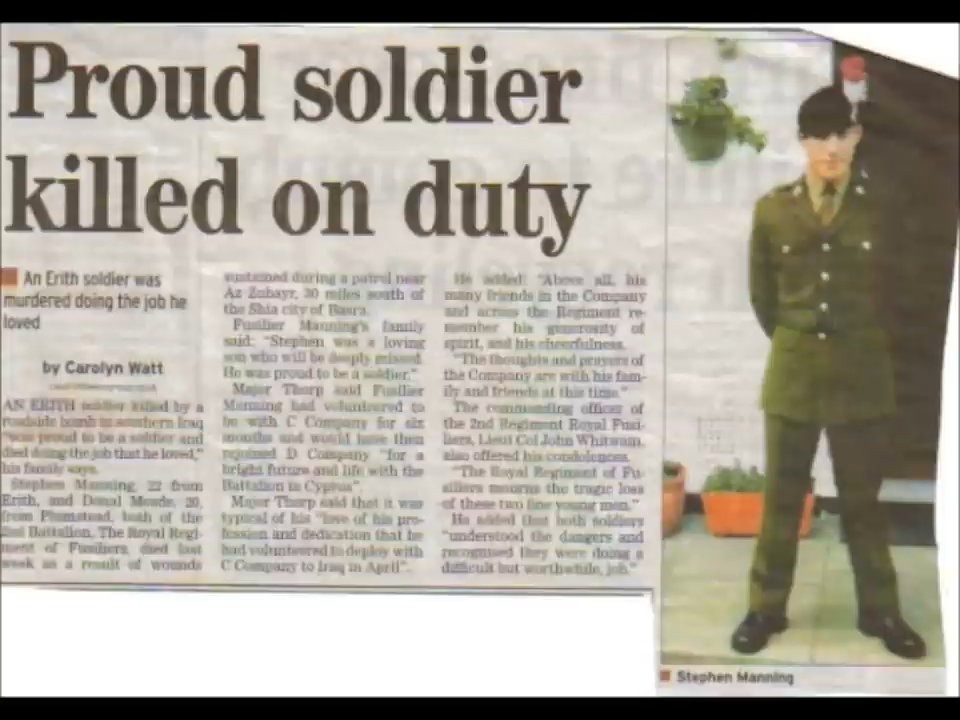 Proud soldier
killed on duty
An Erith soldier was
murdered doing the job he
loved
by Carolyn Watt
AN ERITH soldier killed by a
roadside bomb in southern Iraq
"was proud to be a soldier and
died doing the job that he loved,"
his family says.
Stephen Manning, 22 from
Erith, and Donal Meade, 20,
from Plumstead, both of the
2nd Battalion, The Royal Regi-
ment of Fusiliers, died last
week as a result of wounds
sustained during a patrol near
Az Zubayr, 20 miles south of
the Shia city of Basra.
Fusilier Manning's family
said: "Stephen was a loving
son who will be deeply missed.
He was proud to be a soldier."
Major Thorp said Fusilier
Manning had volunteered to
be with C Company for six
months and would have then
rejoined D Company "for a
bright future and life with the
Battalion in Cyprus".
Major Thorp said that it was
typical of his "love of his pro-
fession and dedication that he
had volunteered to deploy with
C Company to Iraq in April".
He added: "Above all, his
many friends in the Company
and across the Regiment re-
member his generosity of
spirit, and his cheerfulness.
"The thoughts and prayers of
the Company are with his fam-
ily and friends at this time."
The commanding officer of
the 2nd Regiment Royal Fusi-
liers, Lieut Col John Whitwam,
also offered his condolences.
"The Royal Regiment of Fu-
siliers mourns the tragic loss
of these two fine young men."
He added that both soldiers
"understood the dangers and
recognised they were doing a
difficult but worthwhile, job."
Stephen Manning